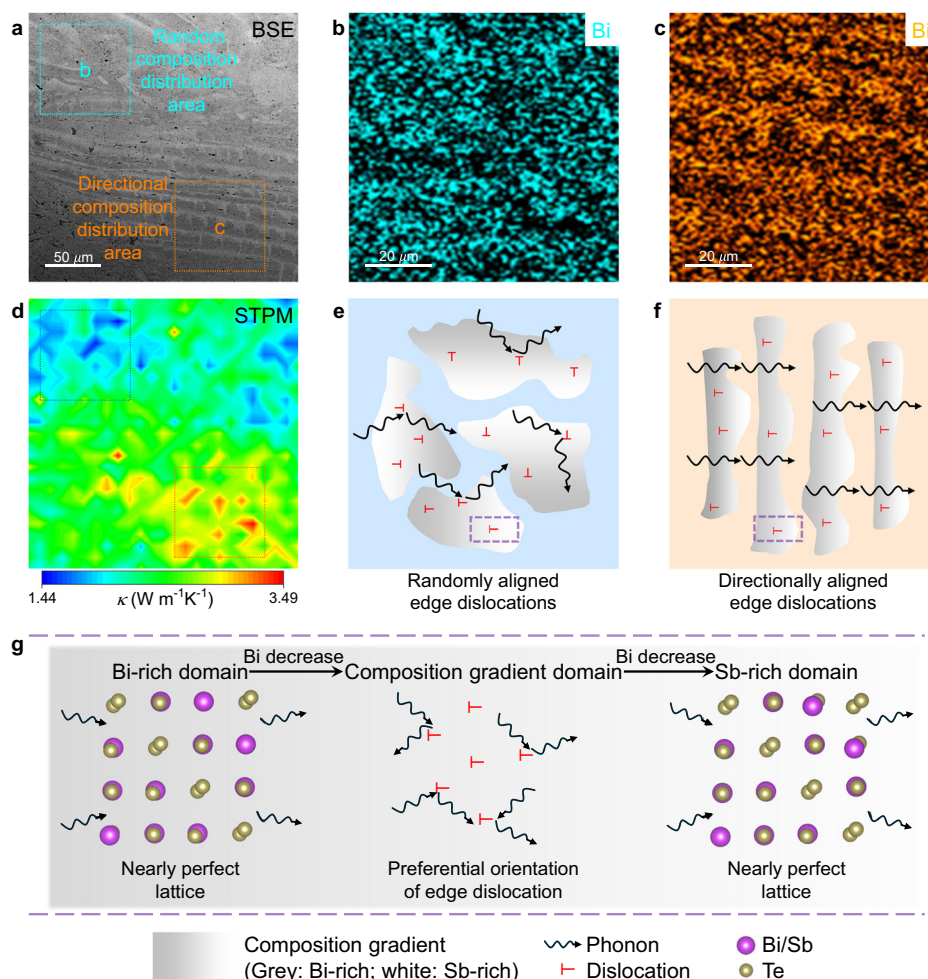 a
BSE
Random
composition
distribution
area
b
Directional
composition
distribution
area
c
50 μm
b
Bi
20 μm
c
Bi
20 μm
d
STPM
1.44
κ (W m⁻¹K⁻¹)
3.49
e
Randomly aligned
edge dislocations
f
Directionally aligned
edge dislocations
g
Bi-rich domain
Bi decrease
Composition gradient domain
Bi decrease
Sb-rich domain
Nearly perfect
lattice
Preferential orientation
of edge dislocation
Nearly perfect
lattice
Composition gradient
(Grey: Bi-rich; white: Sb-rich)
Phonon
Dislocation
Bi/Sb
Te